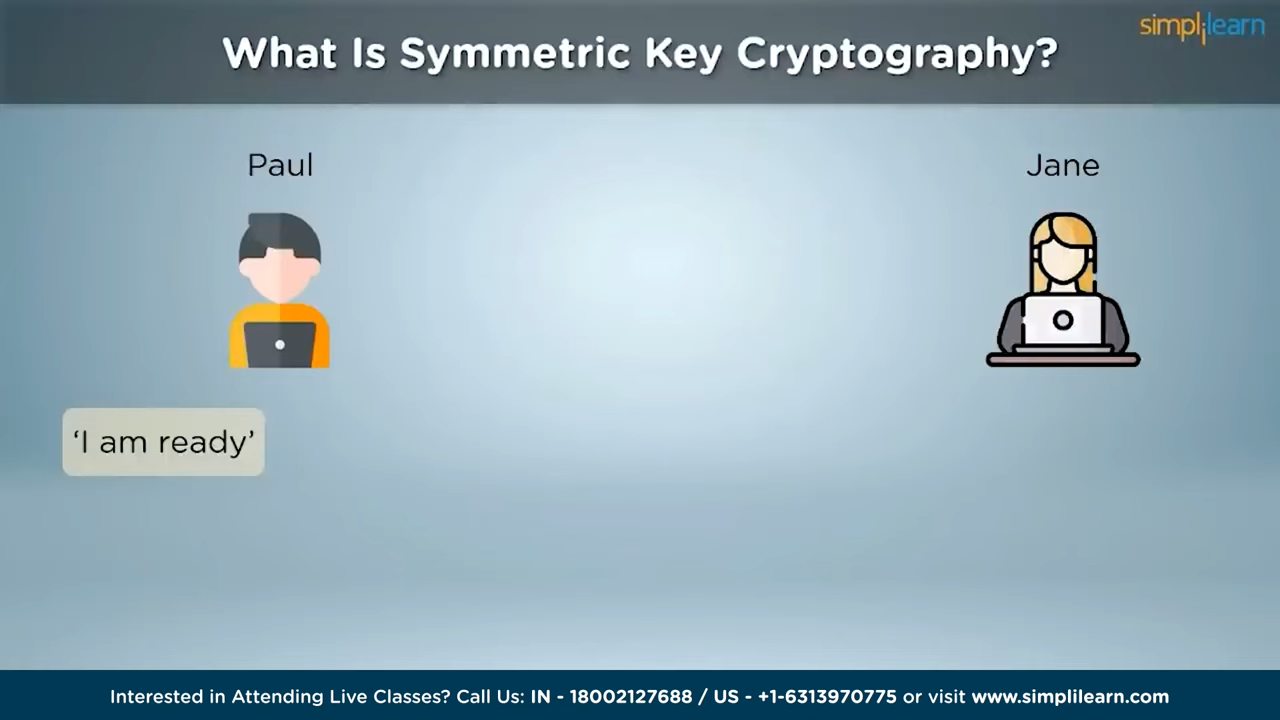 simplilearn
What Is Symmetric Key Cryptography?
Paul
Jane
‘I am ready’
Interested in Attending Live Classes? Call Us: IN - 18002127688 / US - +1-6313970775 or visit www.simplilearn.com